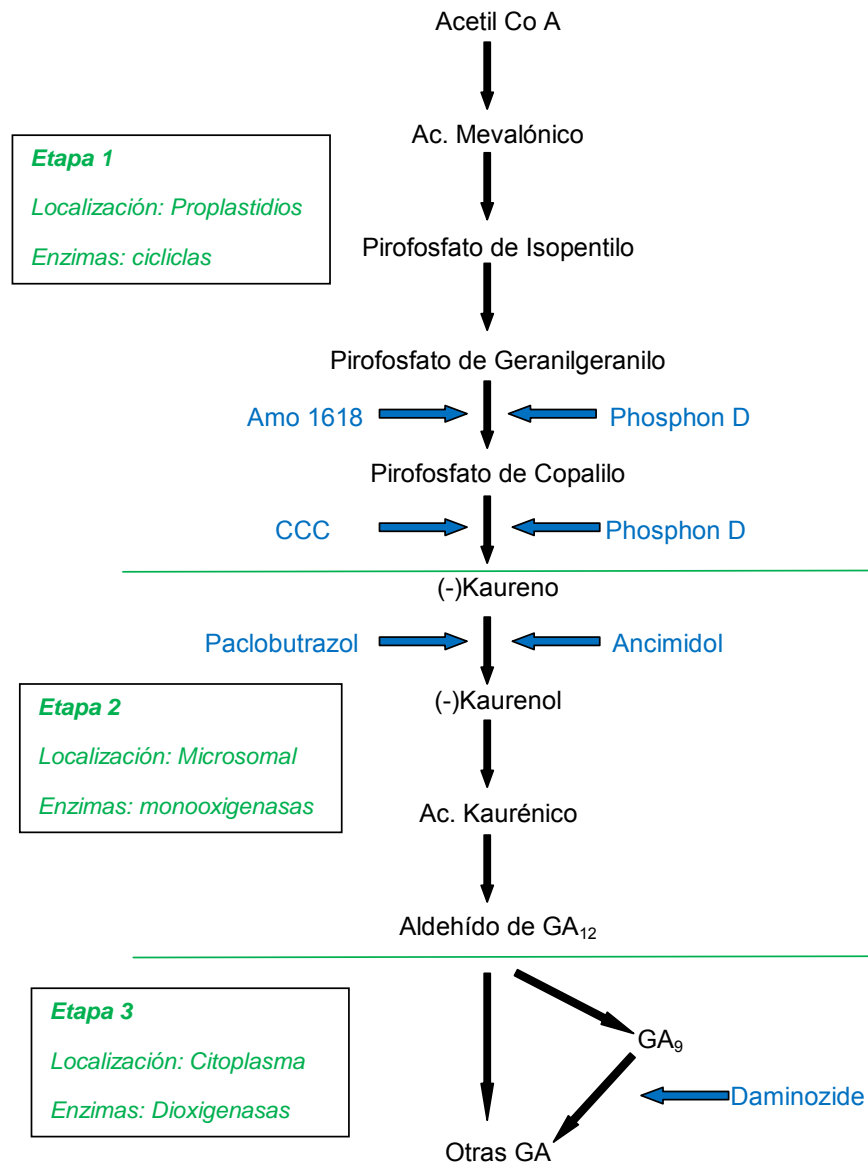 Acetil Co A
Ac. Mevalónico
Etapa 1
Localización: Proplastidios
Enzimas: cicliclas
Pirofosfato de Isopentilo
Pirofosfato de Geranilgeranilo
Amo 1618
Phosphon D
Pirofosfato de Copalilo
CCC
Phosphon D
(-)Kaureno
Paclobutrazol
Ancimidol
(-)Kaurenol
Etapa 2
Localización: Microsomal
Enzimas: monooxigenasas
Ac. Kaurénico
Aldehído de GA₁₂
Etapa 3
Localización: Citoplasma
Enzimas: Dioxigenasas
GA₉
Daminozide
Otras GA